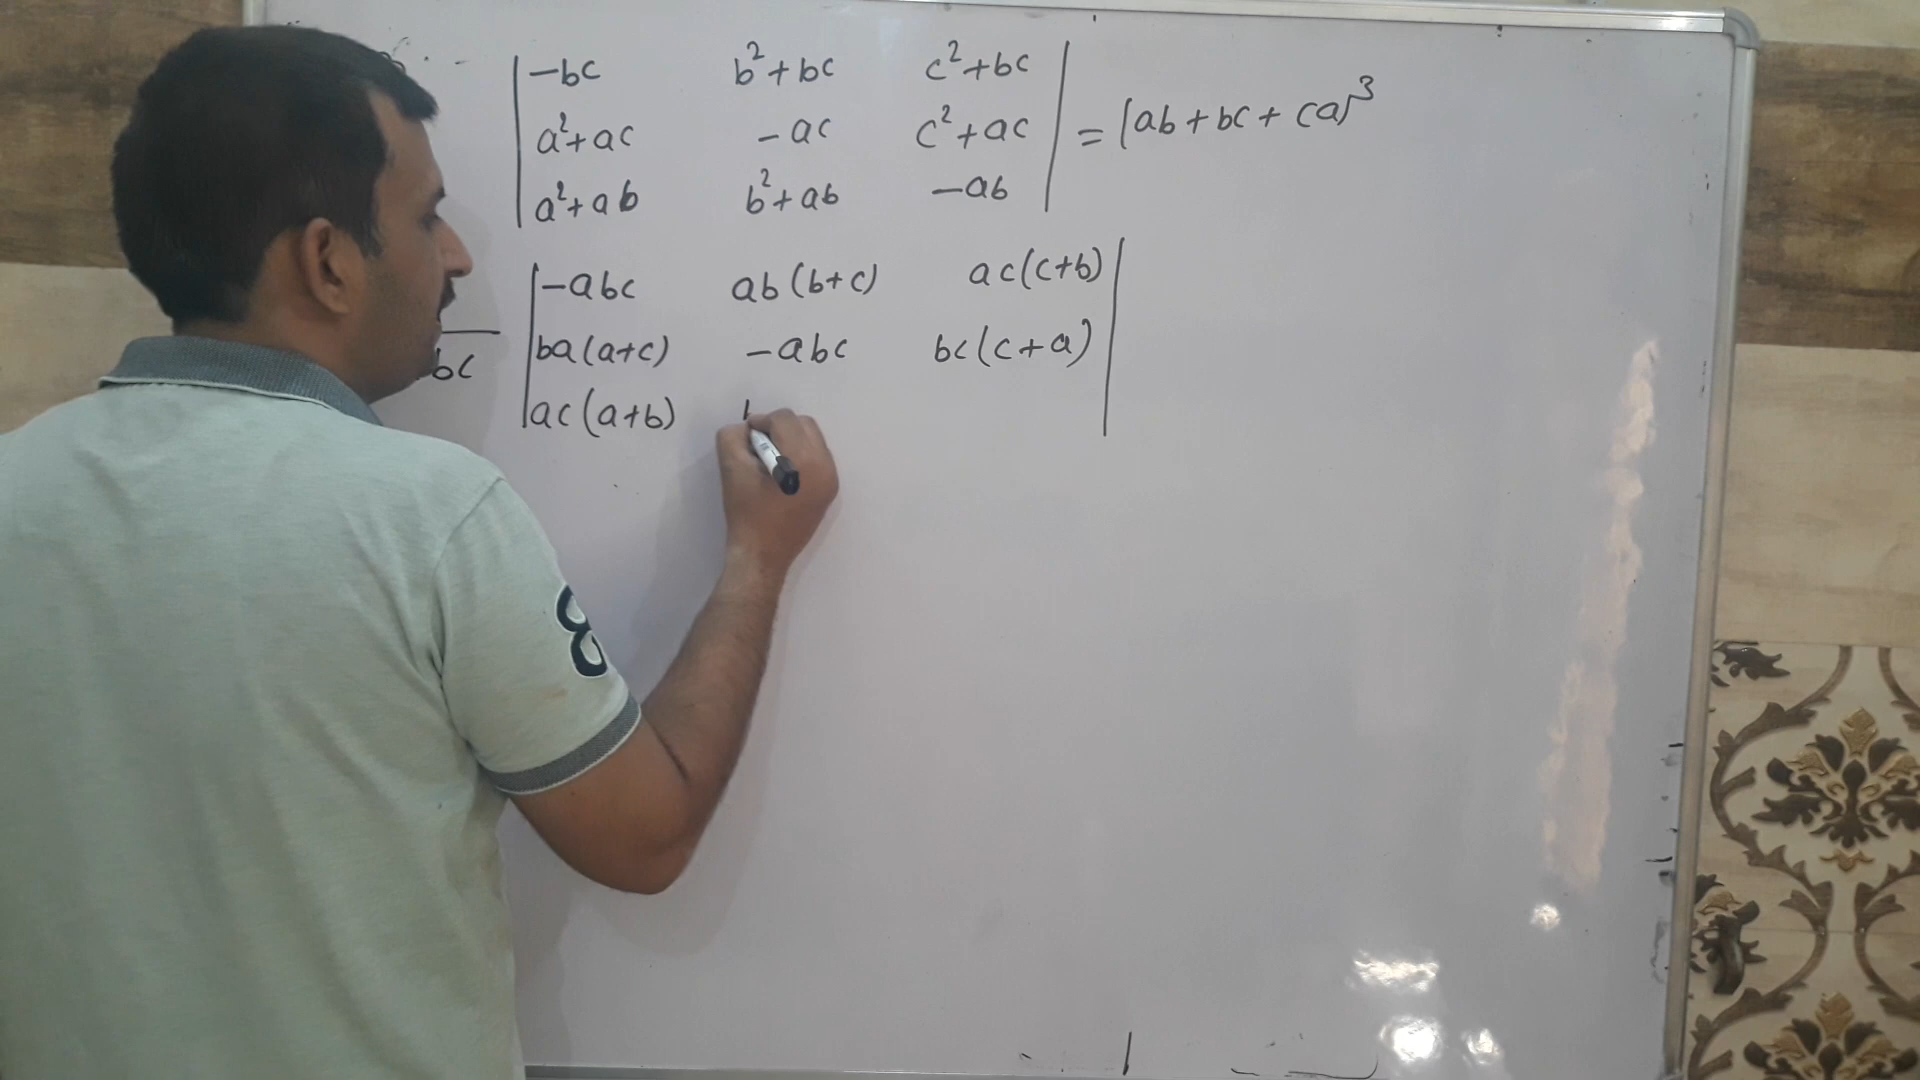 -bc b²+bc c²+bc
a²+ac -ac c²+ac = (ab+bc+ca)³
a²+ab b²+ab -ab
-abc ab(b+c) ac(c+b)
bc ba(a+c) -abc bc(c+a)
ac(a+b)
8